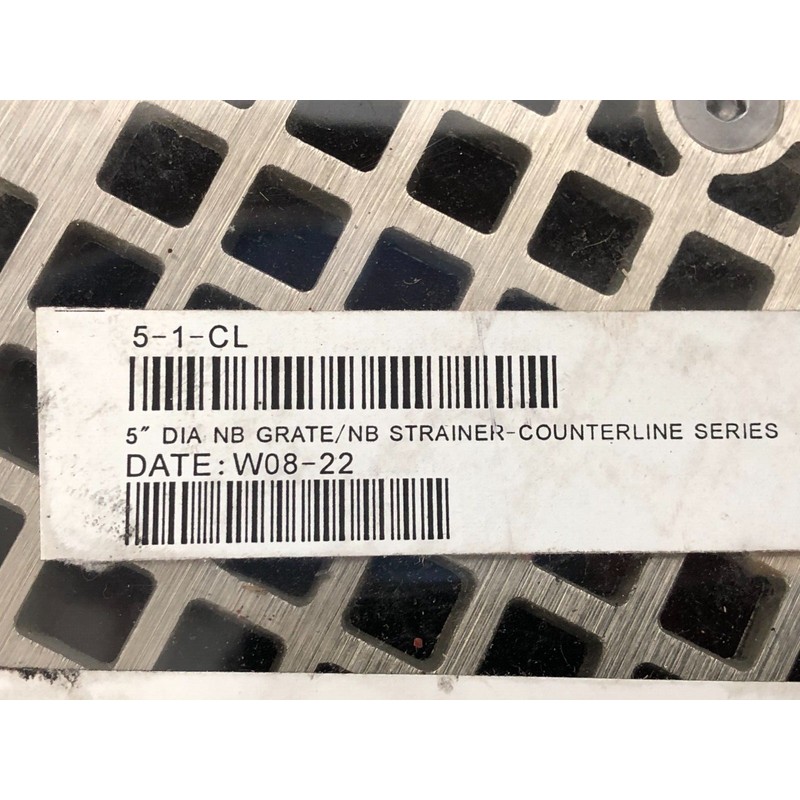 5-1-CL
5" DIA NB GRATE/NB STRAINER-COUNTERLINE SERIES
DATE: W08-22